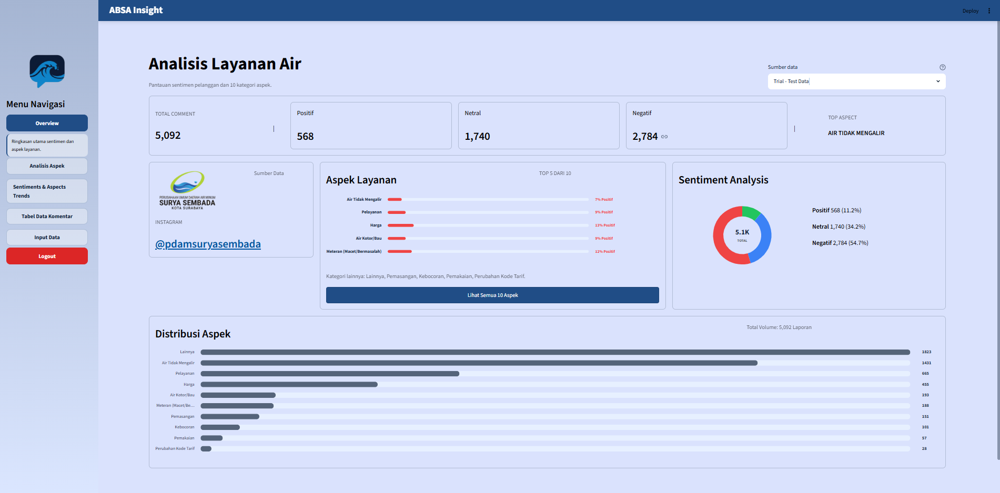 ABSA Insight
Deploy
Menu Navigasi
Overview
Ringkasan utama sentimen dan
aspek layanan.
Analisis Aspek
Sentiments & Aspects
Trends
Tabel Data Komentar
Input Data
Logout
Analisis Layanan Air
Pantauan sentimen pelanggan dan 10 kategori aspek.
Sumber data
Trial - Test Data
TOTAL COMMENT
5,092
Positif
568
Netral
1,740
Negatif
2,784
TOP ASPECT
AIR TIDAK MENGALIR
Sumber Data
PERUSAHAAN UMUM DAERAH AIR MINUM
SURYA SEMBADA
KOTA SURABAYA
INSTAGRAM
@pdamsuryasembada
Aspek Layanan
TOP 5 DARI 10
Air Tidak Mengalir 7% Positif
Pelayanan 9% Positif
Harga 13% Positif
Air Kotor/Bau 9% Positif
Meteran (Macet/Bermasalah) 12% Positif
Kategori lainnya: Lainnya, Pemasangan, Kebocoran, Pemakaian, Perubahan Kode Tarif.
Lihat Semua 10 Aspek
Sentiment Analysis
5.1K
TOTAL
Positif 568 (11.2%)
Netral 1,740 (34.2%)
Negatif 2,784 (54.7%)
Distribusi Aspek
Total Volume: 5,092 Laporan
Lainnya 1823
Air Tidak Mengalir 1431
Pelayanan 665
Harga 455
Air Kotor/Bau 193
Meteran (Macet/Be... 188
Pemasangan 151
Kebocoran 101
Pemakaian 57
Perubahan Kode Tarif 28